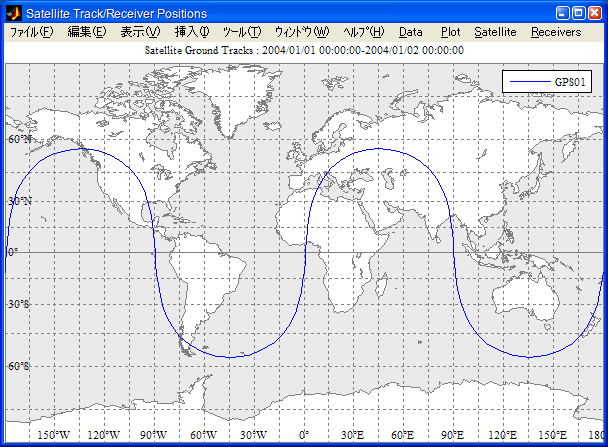 Satellite Track/Receiver Positions
ファイル(F) 編集(E) 表示(V) 挿入(I) ツール(T) ウィンドウ(W) ヘルプ(H) Data Plot Satellite Receivers
Satellite Ground Tracks : 2004/01/01 00:00:00-2004/01/02 00:00:00
GPS01
60°N
30°N
0°
30°S
60°S
150°W 120°W 90°W 60°W 30°W 0° 30°E 60°E 90°E 120°E 150°E 180